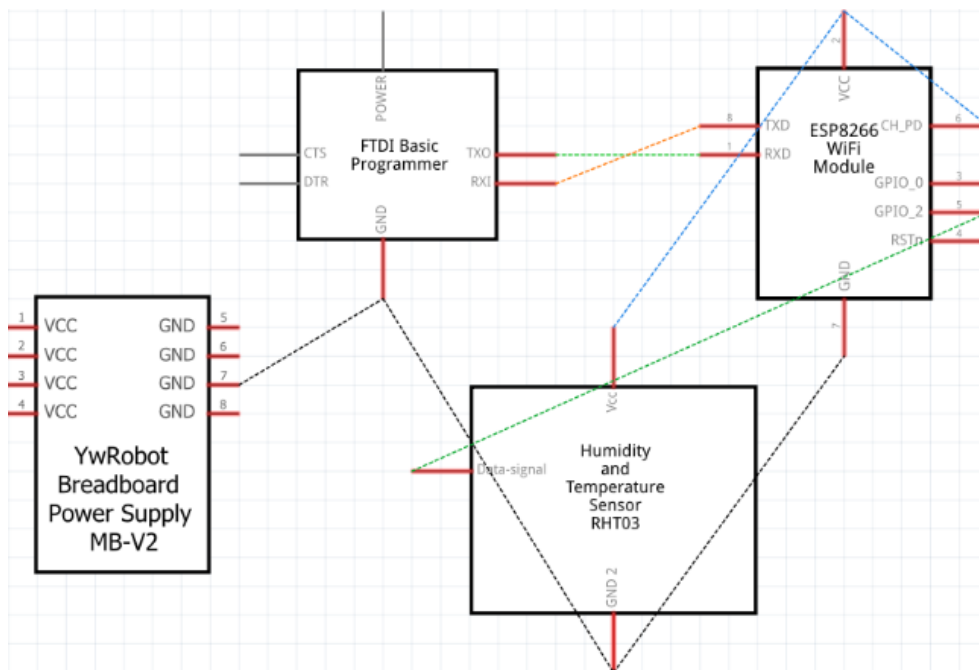 POWER
CTS
DTR
FTDI Basic
Programmer
TXO
RXI
GND
2
VCC
8
TXD
1
RXD
ESP8266
WiFi
Module
CH_PD
6
GPIO_0
3
GPIO_2
5
RSTn
4
GND
7
1
VCC
GND
5
2
VCC
GND
6
3
VCC
GND
7
4
VCC
GND
8
YwRobot
Breadboard
Power Supply
MB-V2
Vcc
Data-signal
Humidity
and
Temperature
Sensor
RHT03
GND 2